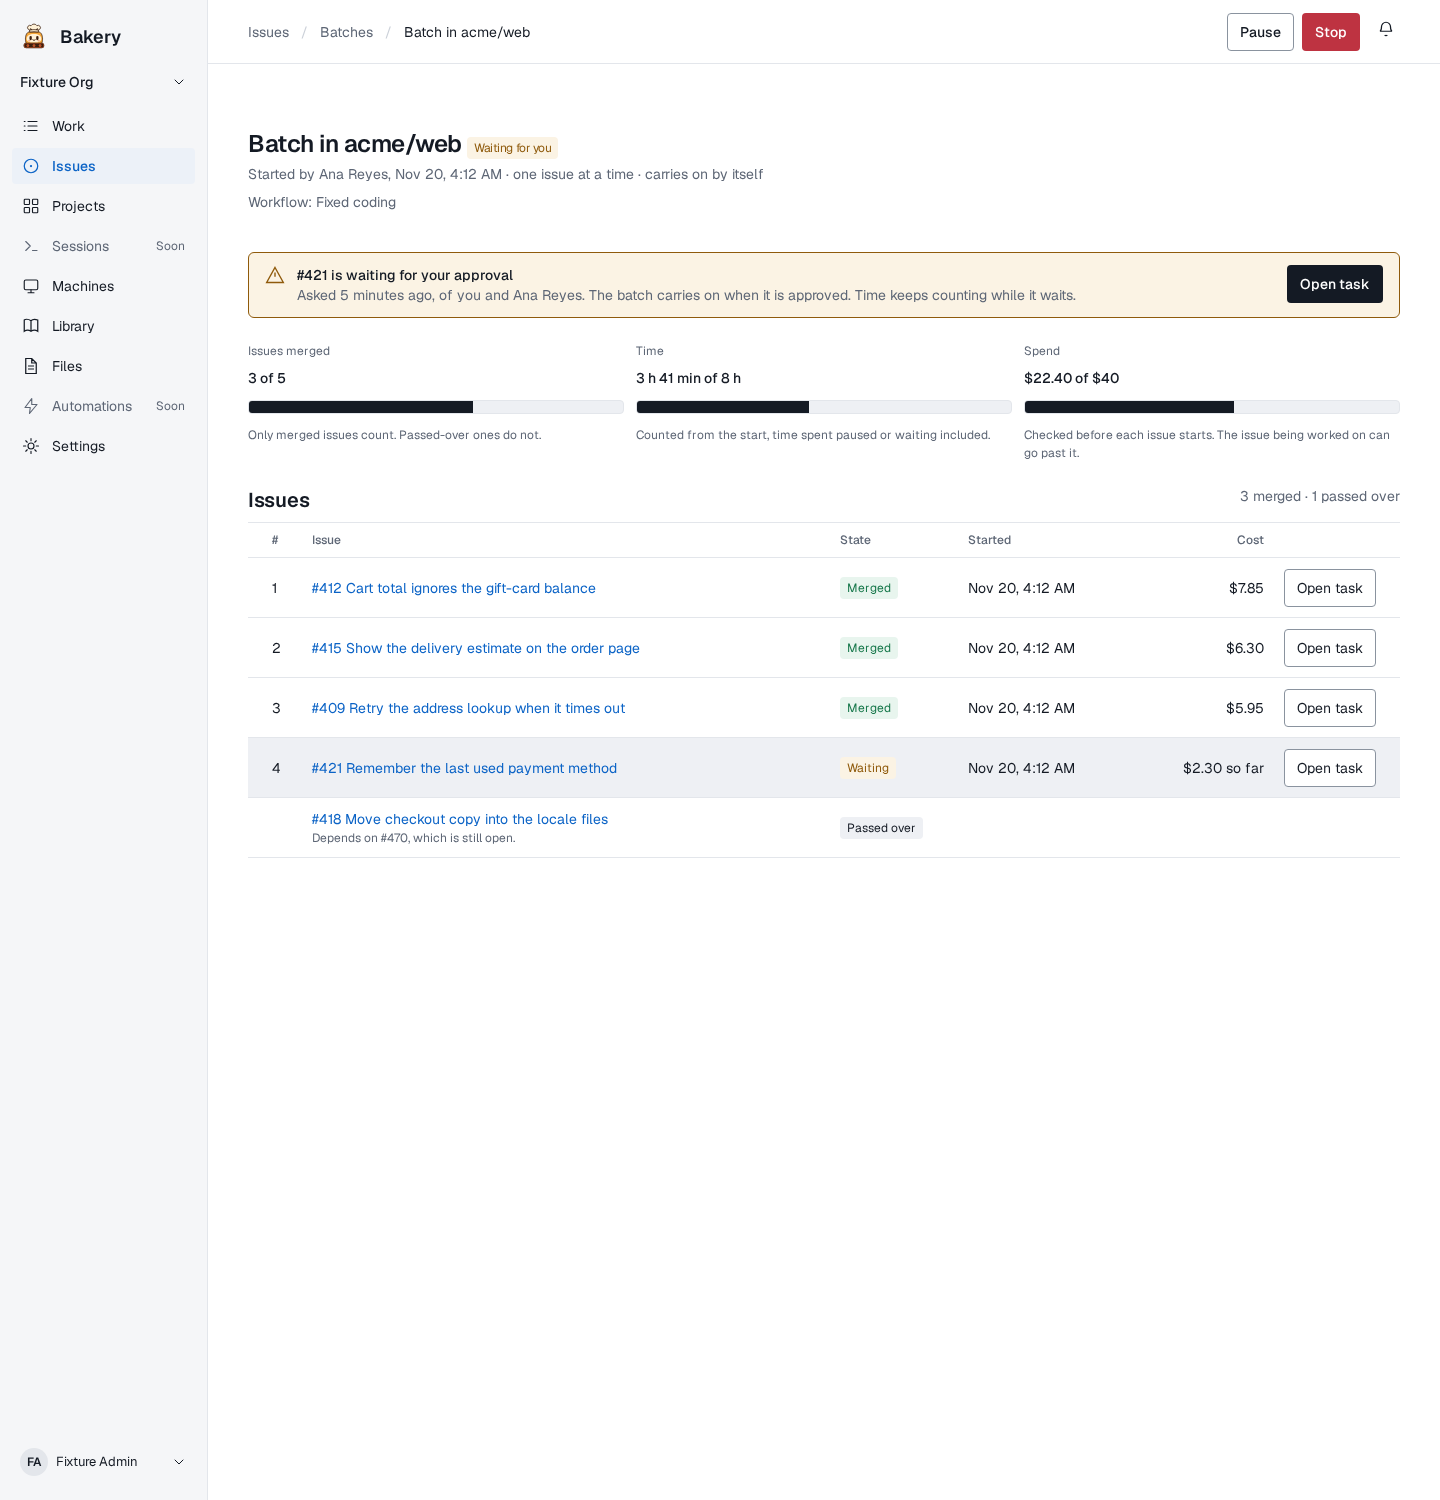 Bakery
Fixture Org
Work
Issues
Projects
Sessions Soon
Machines
Library
Files
Automations Soon
Settings
FA Fixture Admin
Issues / Batches / Batch in acme/web
Pause
Stop
Batch in acme/web Waiting for you
Started by Ana Reyes, Nov 20, 4:12 AM · one issue at a time · carries on by itself
Workflow: Fixed coding
#421 is waiting for your approval
Asked 5 minutes ago, of you and Ana Reyes. The batch carries on when it is approved. Time keeps counting while it waits.
Open task
Issues merged
3 of 5
Only merged issues count. Passed-over ones do not.
Time
3 h 41 min of 8 h
Counted from the start, time spent paused or waiting included.
Spend
$22.40 of $40
Checked before each issue starts. The issue being worked on can
go past it.
Issues
3 merged · 1 passed over
# Issue State Started Cost
1 #412 Cart total ignores the gift-card balance Merged Nov 20, 4:12 AM $7.85 Open task
2 #415 Show the delivery estimate on the order page Merged Nov 20, 4:12 AM $6.30 Open task
3 #409 Retry the address lookup when it times out Merged Nov 20, 4:12 AM $5.95 Open task
4 #421 Remember the last used payment method Waiting Nov 20, 4:12 AM $2.30 so far Open task
#418 Move checkout copy into the locale files Passed over
Depends on #470, which is still open.